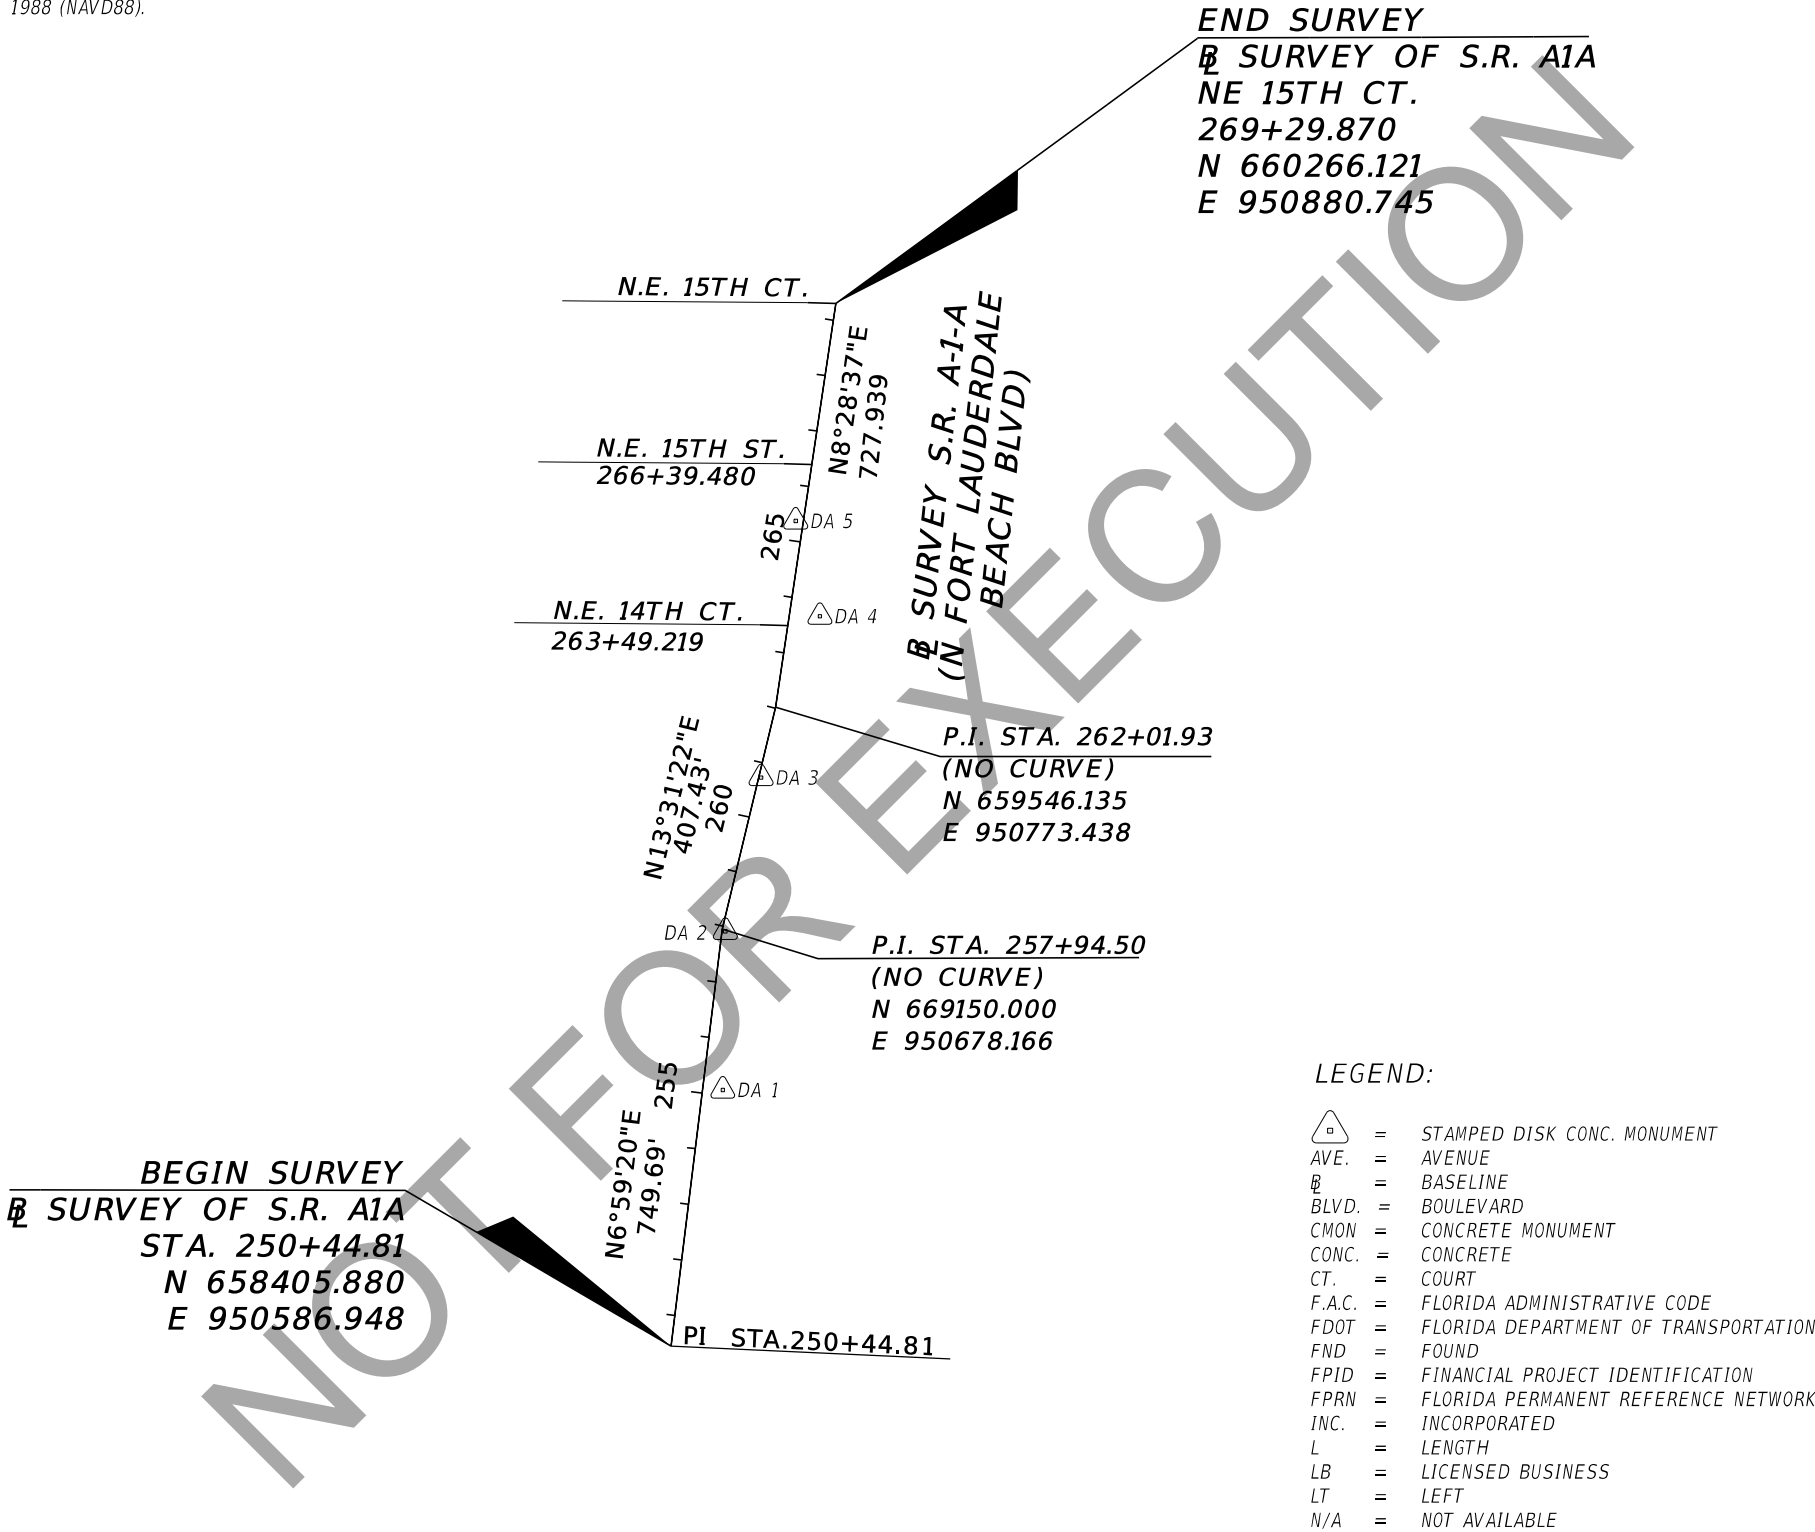 1988 (NAVD88).
END SURVEY
BL SURVEY OF S.R. A1A
NE 15TH CT.
269+29.870
N 660266.121
E 950880.745
N.E. 15TH CT.
N8°28'37"E
727.939
N.E. 15TH ST.
266+39.480
265
DA 5
BL SURVEY S.R. A-1-A
(N FORT LAUDERDALE
BEACH BLVD)
N.E. 14TH CT.
263+49.219
DA 4
P.I. STA. 262+01.93
(NO CURVE)
N 659546.135
E 950773.438
N13°31'22"E
407.43'
260
DA 3
DA 2
P.I. STA. 257+94.50
(NO CURVE)
N 669150.000
E 950678.166
255
DA 1
N6°59'20"E
749.69'
BEGIN SURVEY
BL SURVEY OF S.R. A1A
STA. 250+44.81
N 658405.880
E 950586.948
PI STA.250+44.81
LEGEND:
= STAMPED DISK CONC. MONUMENT
AVE. = AVENUE
BL = BASELINE
BLVD. = BOULEVARD
CMON = CONCRETE MONUMENT
CONC. = CONCRETE
CT. = COURT
F.A.C. = FLORIDA ADMINISTRATIVE CODE
FDOT = FLORIDA DEPARTMENT OF TRANSPORTATION
FND = FOUND
FPID = FINANCIAL PROJECT IDENTIFICATION
FPRN = FLORIDA PERMANENT REFERENCE NETWORK
INC. = INCORPORATED
L = LENGTH
LB = LICENSED BUSINESS
LT = LEFT
N/A = NOT AVAILABLE
NOT FOR EXECUTION